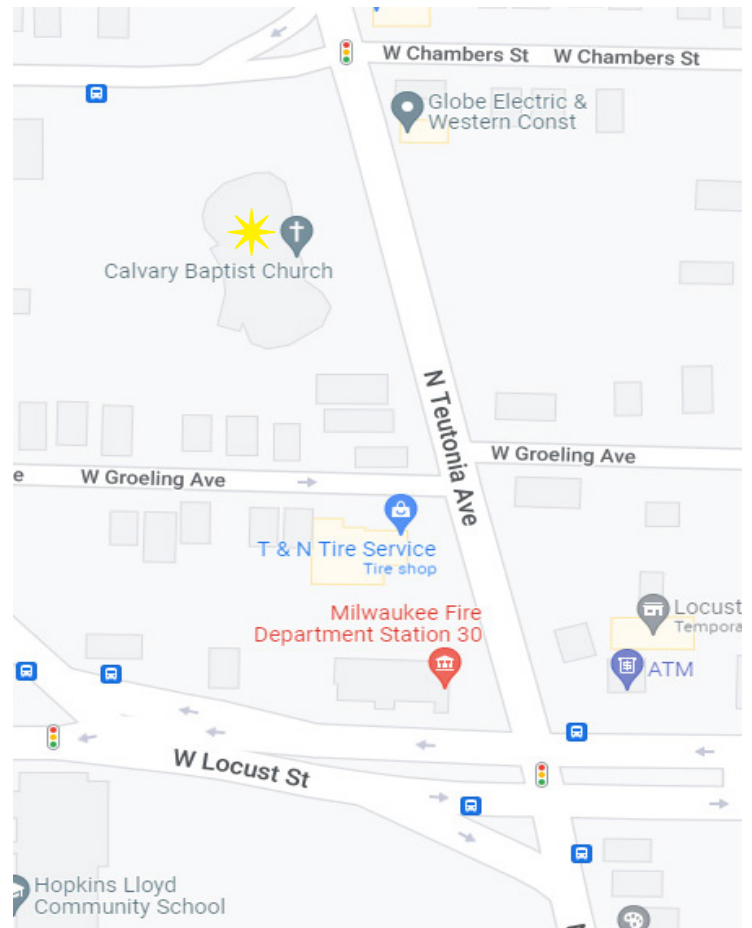 W Chambers St W Chambers St
Globe Electric &
Western Const
Calvary Baptist Church
N Teutonia Ave
W Groeling Ave
e W Groeling Ave
T & N Tire Service
Tire shop
Milwaukee Fire
Department Station 30
Locust
Tempora
ATM
W Locust St
Hopkins Lloyd
Community School